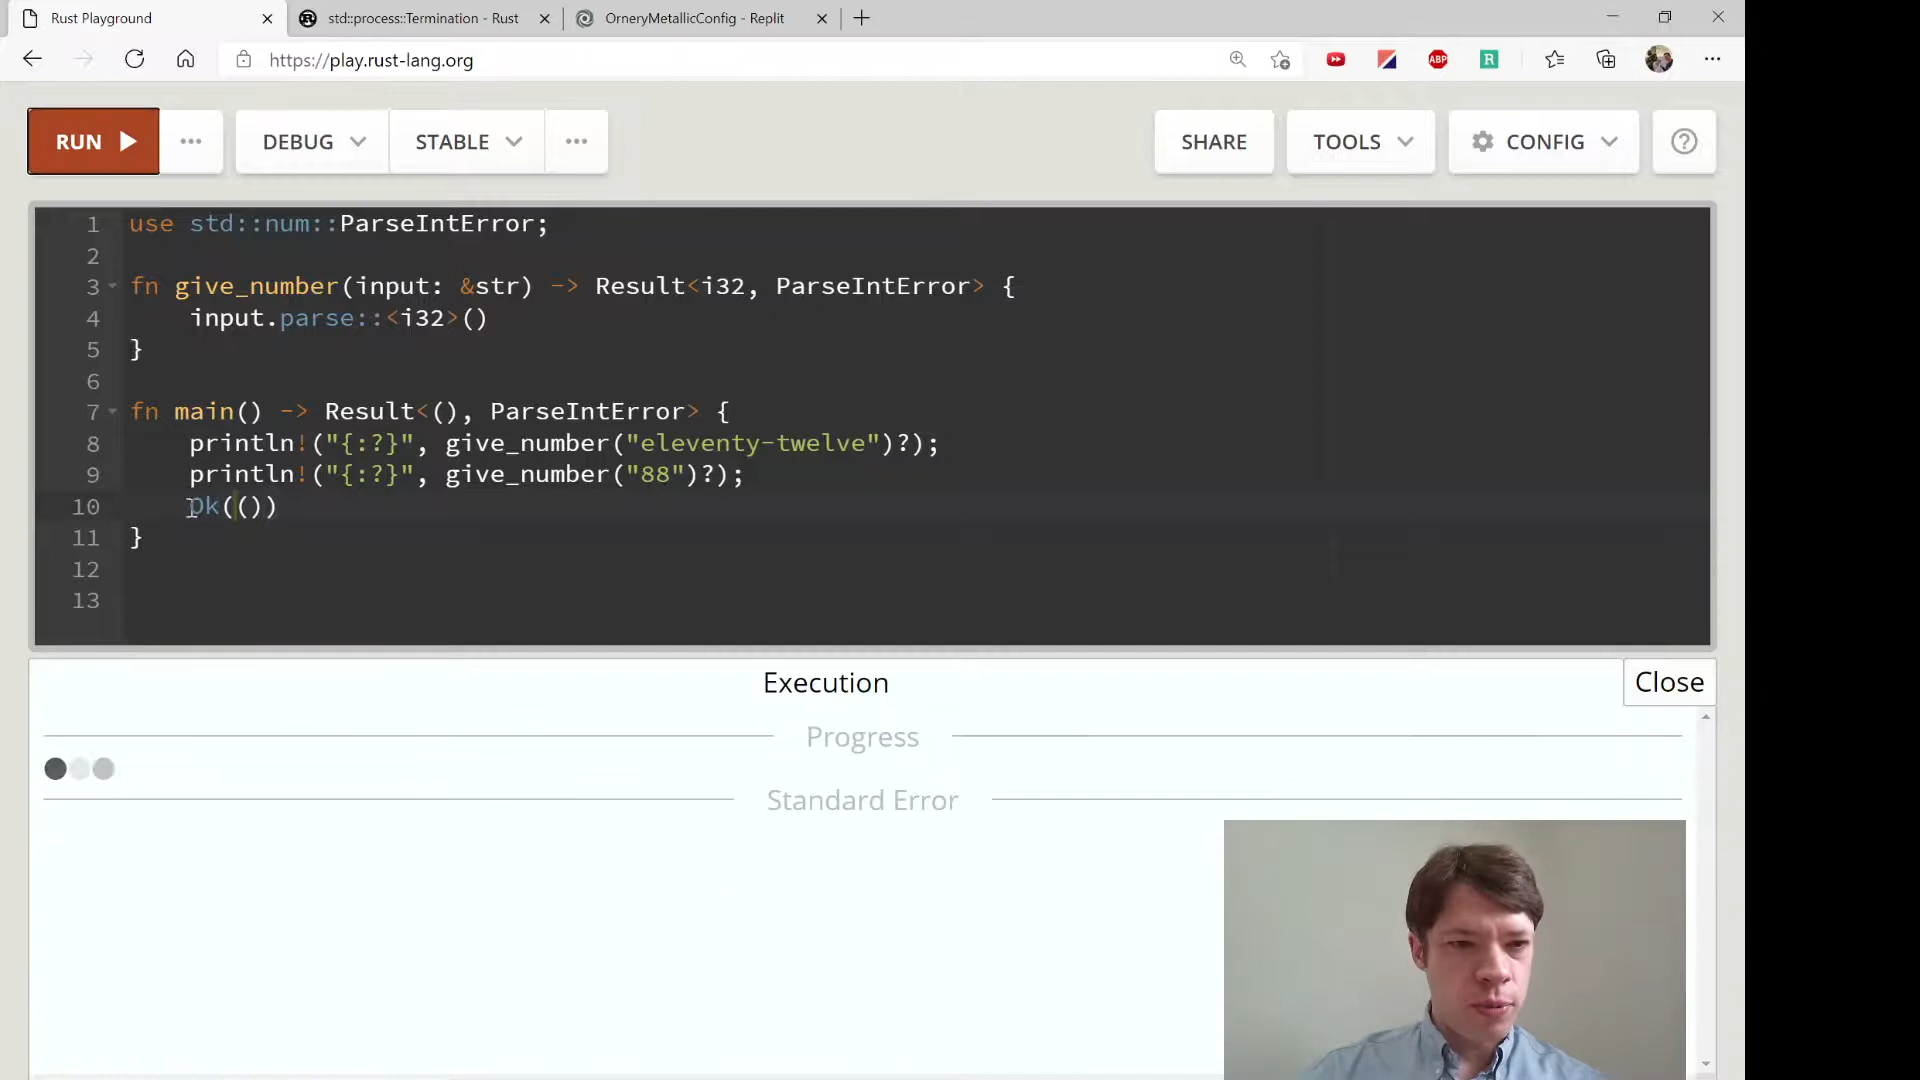 Rust Playground
std::process::Termination - Rust
OrneryMetallicConfig - Replit
https://play.rust-lang.org
ABP
R
RUN
DEBUG
STABLE
SHARE
TOOLS
CONFIG
1 use std::num::ParseIntError;
2
3 fn give_number(input: &str) -> Result<i32, ParseIntError> {
4 input.parse::<i32>()
5 }
6
7 fn main() -> Result<(), ParseIntError> {
8 println!("{:?}", give_number("eleventy-twelve")?);
9 println!("{:?}", give_number("88")?);
10 Ok(())
11 }
12
13
Execution
Close
Progress
Standard Error